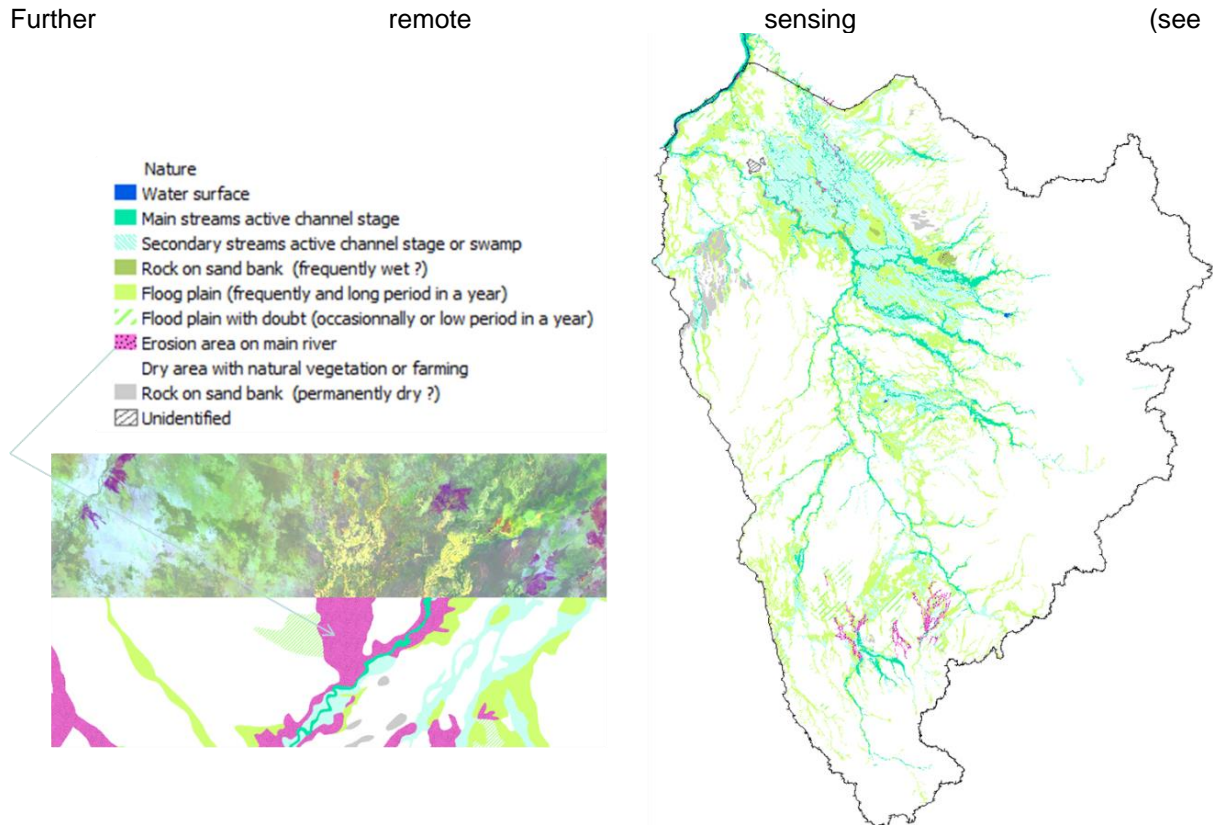 Further remote sensing (see
Nature
Water surface
Main streams active channel stage
Secondary streams active channel stage or swamp
Rock on sand bank (frequently wet ?)
Floog plain (frequently and long period in a year)
Flood plain with doubt (occasionnally or low period in a year)
Erosion area on main river
Dry area with natural vegetation or farming
Rock on sand bank (permanently dry ?)
Unidentified